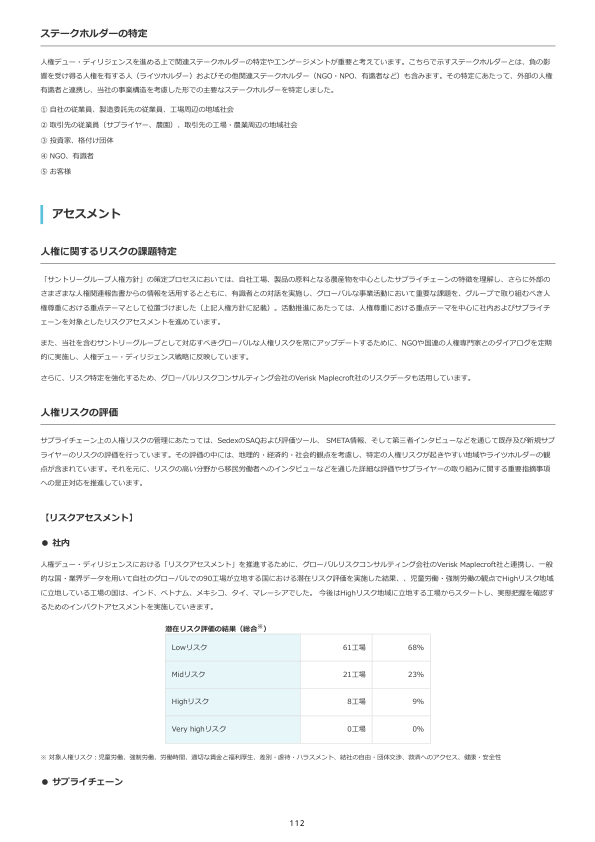 ステークホルダーの特定
人権デュー・ディリジェンスを進める上で関連ステークホルダーの特定やエンゲージメントが重要と考えています。こちらで示すステークホルダーとは、負の影
響を受け得る人権を有する人（ライツホルダー）およびその他関連ステークホルダー（NGO・NPO、有識者など）も含みます。その特定にあたって、外部の人権
有識者と連携し、当社の事業構造を考慮した形での主要なステークホルダーを特定しました。
① 自社の従業員、製造委託先の従業員、工場周辺の地域社会
② 取引先の従業員（サプライヤー、農園）、取引先の工場・農業周辺の地域社会
③ 投資家、格付け団体
④ NGO、有識者
⑤ お客様
アセスメント
人権に関するリスクの課題特定
「サントリーグループ人権方針」の策定プロセスにおいては、自社工場、製品の原料となる農産物を中心としたサプライチェーンの特徴を理解し、さらに外部の
さまざまな人権関連報告書からの情報を活用するとともに、有識者との対話を実施し、グローバルな事業活動において重要な課題を、グループで取り組むべき人
権尊重における重点テーマとして位置づけました（上記人権方針に記載）。活動推進にあたっては、人権尊重における重点テーマを中心に社内およびサプライチ
ェーンを対象としたリスクアセスメントを進めています。
また、当社を含むサントリーグループとして対応すべきグローバルな人権リスクを常にアップデートするために、NGOや国連の人権専門家とのダイアログを定期
的に実施し、人権デュー・ディリジェンス戦略に反映しています。
さらに、リスク特定を強化するため、グローバルリスクコンサルティング会社のVerisk Maplecroft社のリスクデータも活用しています。
人権リスクの評価
サプライチェーン上の人権リスクの管理にあたっては、SedexのSAQおよび評価ツール、 SMETA情報、そして第三者インタビューなどを通じて既存及び新規サプ
ライヤーのリスクの評価を行っています。その評価の中には、地理的・経済的・社会的観点を考慮し、特定の人権リスクが起きやすい地域やライツホルダーの観
点が含まれています。それを元に、リスクの高い分野から移民労働者へのインタビューなどを通じた詳細な評価やサプライヤーの取り組みに関する重要指摘事項
への是正対応を推進しています。
【リスクアセスメント】
● 社内
人権デュー・ディリジェンスにおける「リスクアセスメント」を推進するために、グローバルリスクコンサルティング会社のVerisk Maplecroft社と連携し、一般
的な国・業界データを用いて自社のグローバルでの90工場が立地する国における潜在リスク評価を実施した結果、、児童労働・強制労働の観点でHighリスク地域
に立地している工場の国は、インド、ベトナム、メキシコ、タイ、マレーシアでした。 今後はHighリスク地域に立地する工場からスタートし、実態把握を確認す
るためのインパクトアセスメントを実施していきます。
潜在リスク評価の結果（総合※）
Lowリスク 61工場 68%
Midリスク 21工場 23%
Highリスク 8工場 9%
Very highリスク 0工場 0%
※ 対象人権リスク：児童労働、強制労働、労働時間、適切な賃金と福利厚生、差別・虐待・ハラスメント、結社の自由・団体交渉、救済へのアクセス、健康・安全性
● サプライチェーン
112